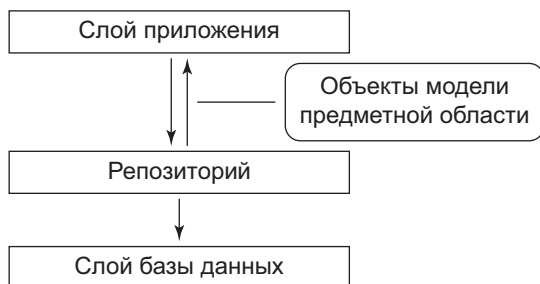 Слой приложения
Объекты модели
предметной области
Репозиторий
Слой базы данных